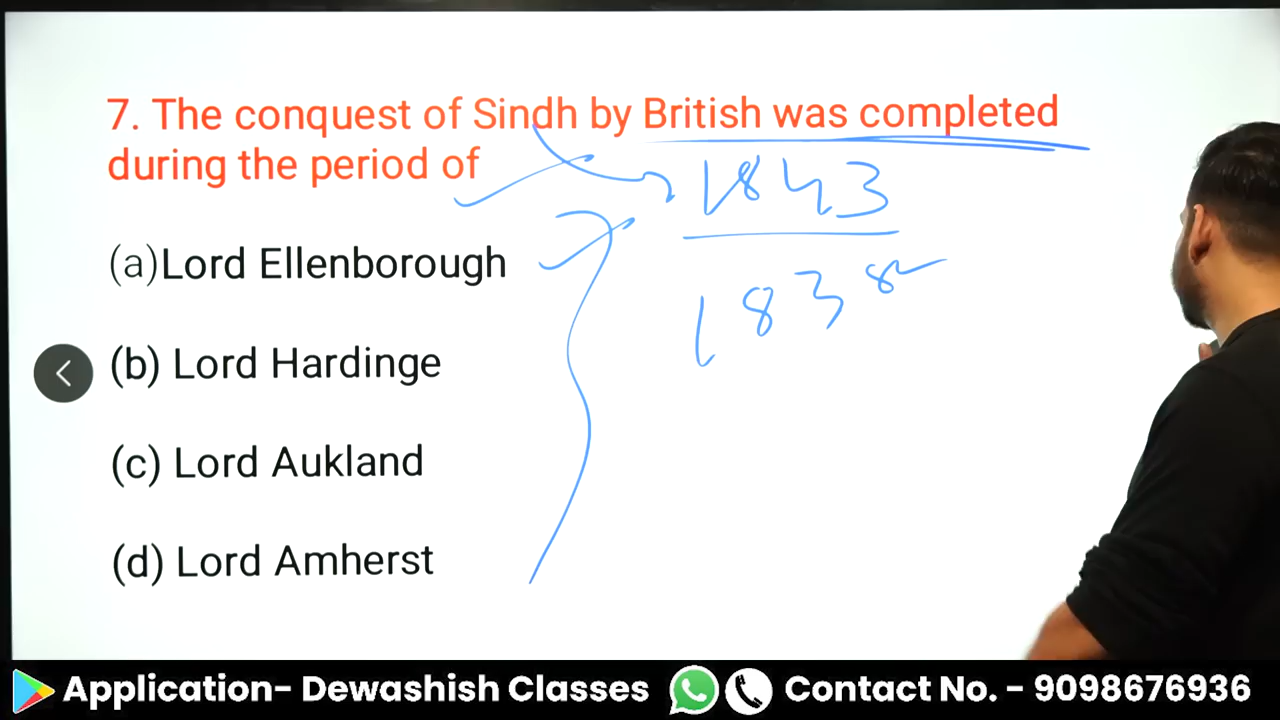 7. The conquest of Sindh by British was completed
during the period of
1843
(a)Lord Ellenborough
1838
(b) Lord Hardinge
(c) Lord Aukland
(d) Lord Amherst
Application- Dewashish Classes Contact No. - 9098676936